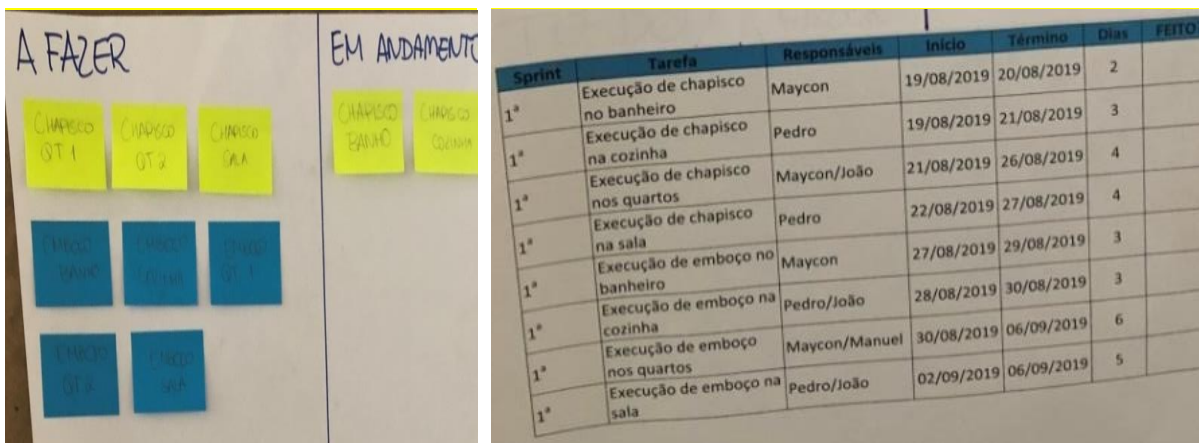 A FAZER
EM ANDAMENTO
CHAPISCO
QT 1
CHAPISCO
QT 2
CHAPISCO
SALA
CHAPISCO
BANHO
CHAPISCO
COZINHA
EMBOÇO
BANHO
EMBOÇO
COZINHA
EMBOÇO
QT 1
EMBOÇO
QT 2
EMBOÇO
SALA
Sprint Tarefa Responsáveis Início Término Dias FEITO
1ª Execução de chapisco
no banheiro Maycon 19/08/2019 20/08/2019 2
1ª Execução de chapisco
na cozinha Pedro 19/08/2019 21/08/2019 3
1ª Execução de chapisco
nos quartos Maycon/João 21/08/2019 26/08/2019 4
1ª Execução de chapisco
na sala Pedro 22/08/2019 27/08/2019 4
1ª Execução de emboço no
banheiro Maycon 27/08/2019 29/08/2019 3
1ª Execução de emboço na
cozinha Pedro/João 28/08/2019 30/08/2019 3
1ª Execução de emboço
nos quartos Maycon/Manuel 30/08/2019 06/09/2019 6
1ª Execução de emboço na
sala Pedro/João 02/09/2019 06/09/2019 5